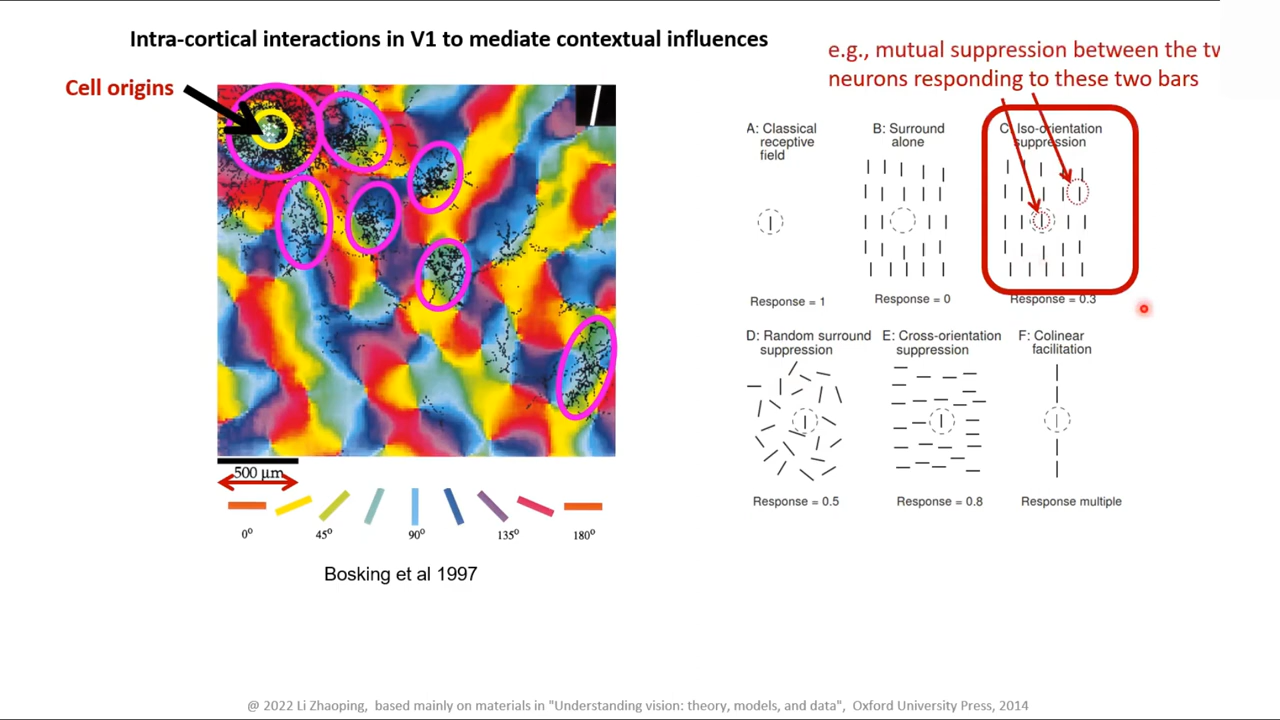 Intra-cortical interactions in V1 to mediate contextual influences
e.g., mutual suppression between the
neurons responding to these two bars
Cell origins
A: Classical
receptive
field
B: Surround
alone
C: Iso-orientation
suppression
Response = 1
Response = 0
Response = 0.3
D: Random surround
suppression
E: Cross-orientation
suppression
F: Colinear
facilitation
Response = 0.5
Response = 0.8
Response multiple
500 µm
0° 45° 90° 135° 180°
Bosking et al 1997
@ 2022 Li Zhaoping, based mainly on materials in "Understanding vision: theory, models, and data", Oxford University Press, 2014